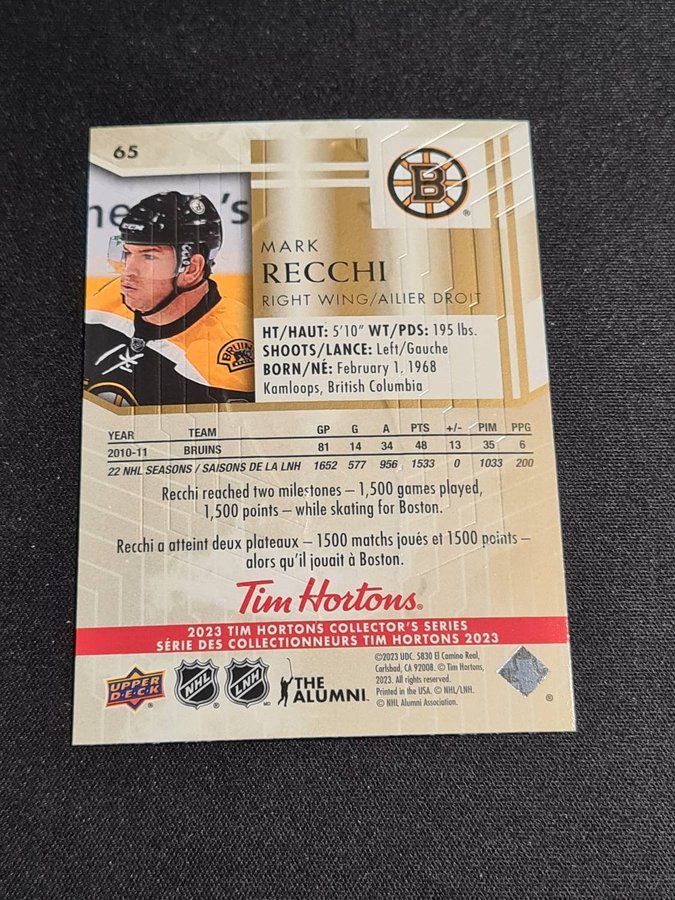 65
B
®
MARK
RECCHI
RIGHT WING/AILIER DROIT
HT/HAUT: 5'10" WT/PDS: 195 lbs.
SHOOTS/LANCE: Left/Gauche
BORN/NÉ: February 1, 1968
Kamloops, British Columbia
YEAR TEAM GP G A PTS +/- PIM PPG
2010-11 BRUINS 81 14 34 48 13 35 6
22 NHL SEASONS / SAISONS DE LA LNH 1652 577 956 1533 0 1033 200
Recchi reached two milestones – 1,500 games played,
1,500 points – while skating for Boston.
Recchi a atteint deux plateaux – 1500 matchs joués et 1500 points –
alors qu'il jouait à Boston.
Tim Hortons®
2023 TIM HORTONS COLLECTOR'S SERIES
SÉRIE DES COLLECTIONNEURS TIM HORTONS 2023
UPPER DECK®
NHL®
LNH
MD
THE
ALUMNI
©2023 UDC. 5830 El Camino Real,
Carlsbad, CA 92008. © Tim Hortons,
2023. All rights reserved.
Printed in the USA. © NHL/LNH.
© NHL Alumni Association.
®